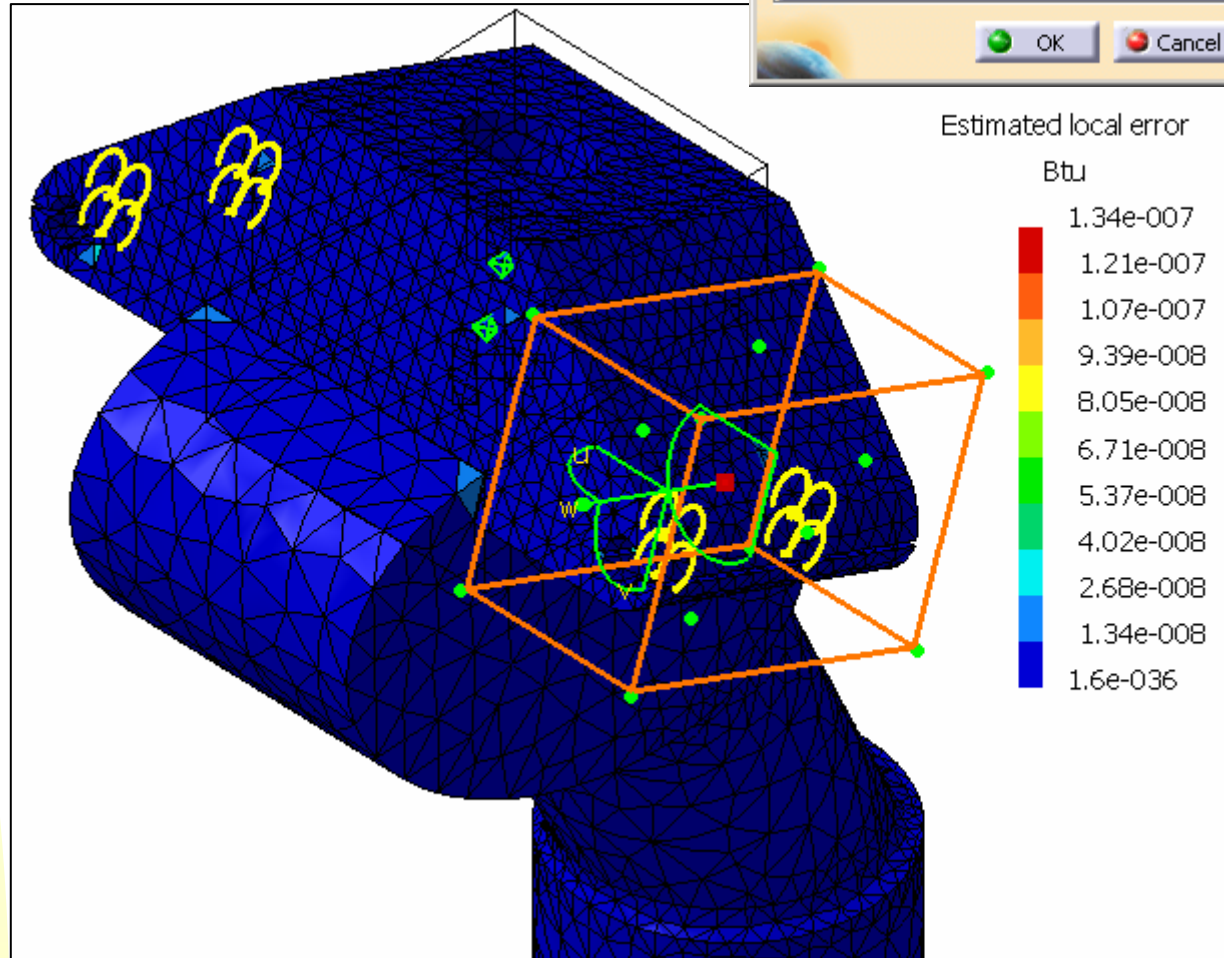 OK
Cancel
Estimated local error
Btu
1.34e-007
1.21e-007
1.07e-007
9.39e-008
8.05e-008
6.71e-008
5.37e-008
4.02e-008
2.68e-008
1.34e-008
1.6e-036
u
w
v